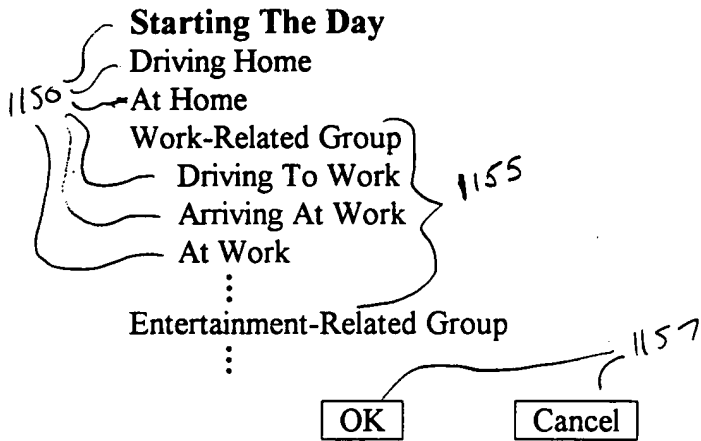 Starting The Day
Driving Home
1150
At Home
Work-Related Group
Driving To Work
1155
Arriving At Work
At Work
Entertainment-Related Group
1157
OK Cancel